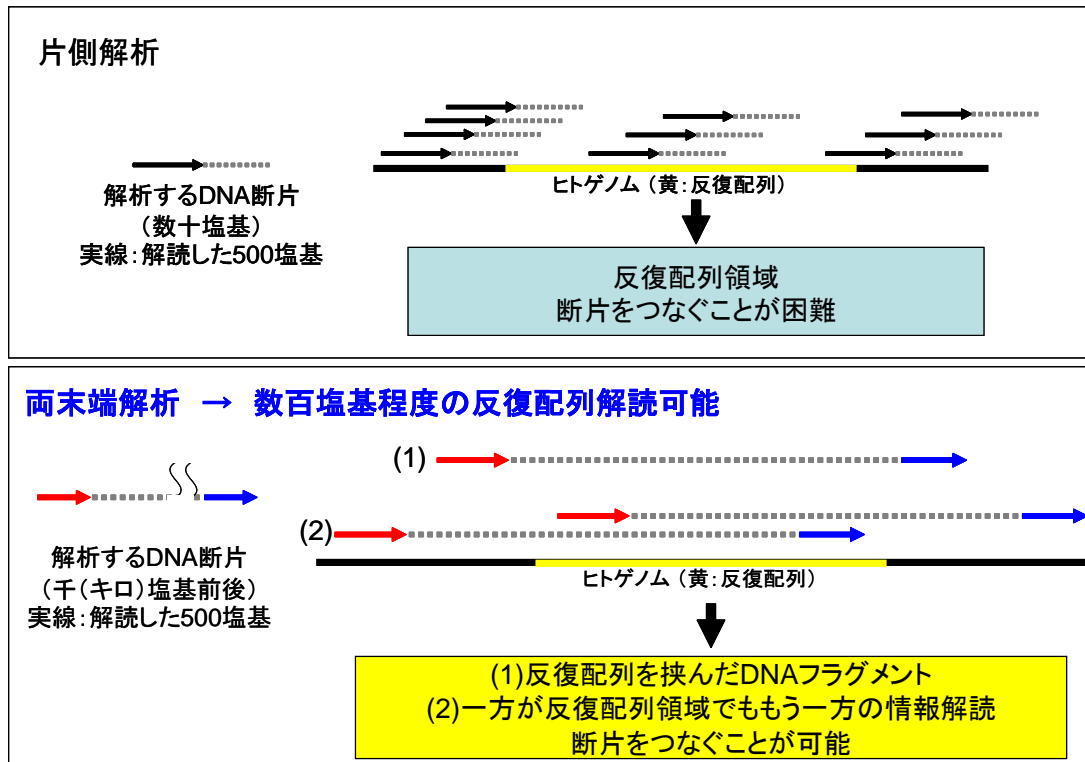 片側解析
解析するDNA断片
（数十塩基）
実線：解読した500塩基
ヒトゲノム （黄：反復配列）
反復配列領域
断片をつなぐことが困難
両末端解析 → 数百塩基程度の反復配列解読可能
(1)
(2)
解析するDNA断片
（千（キロ）塩基前後）
実線：解読した500塩基
ヒトゲノム （黄：反復配列）
(1)反復配列を挟んだDNAフラグメント
(2)一方が反復配列領域でももう一方の情報解読
断片をつなぐことが可能